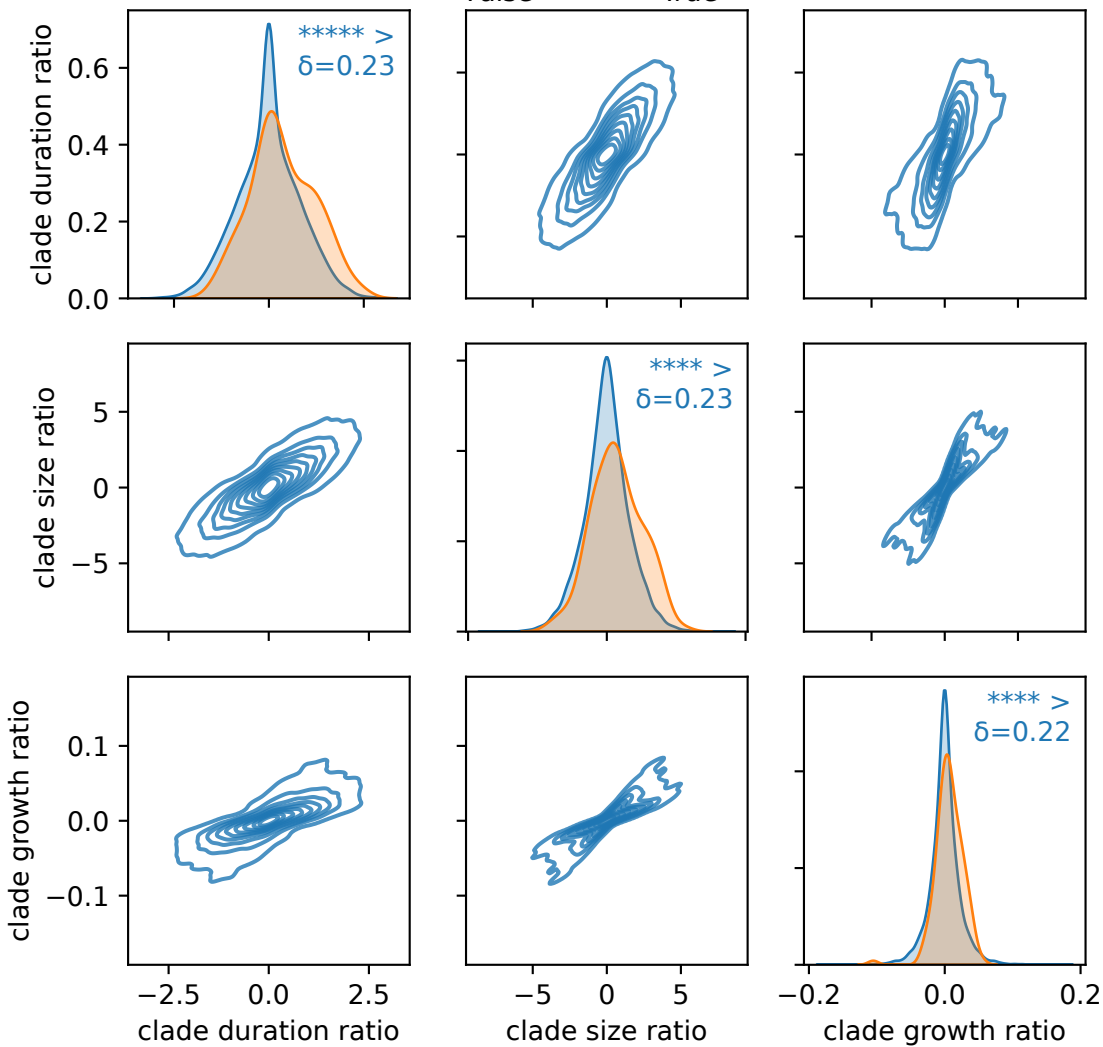 ***** >
δ=0.23
clade duration ratio
0.6
0.4
0.2
0.0
**** >
δ=0.23
clade size ratio
5
0
−5
**** >
δ=0.22
clade growth ratio
0.1
0.0
−0.1
−2.5 0.0 2.5
−5 0 5
−0.2 0.0 0.2
clade duration ratio
clade size ratio
clade growth ratio